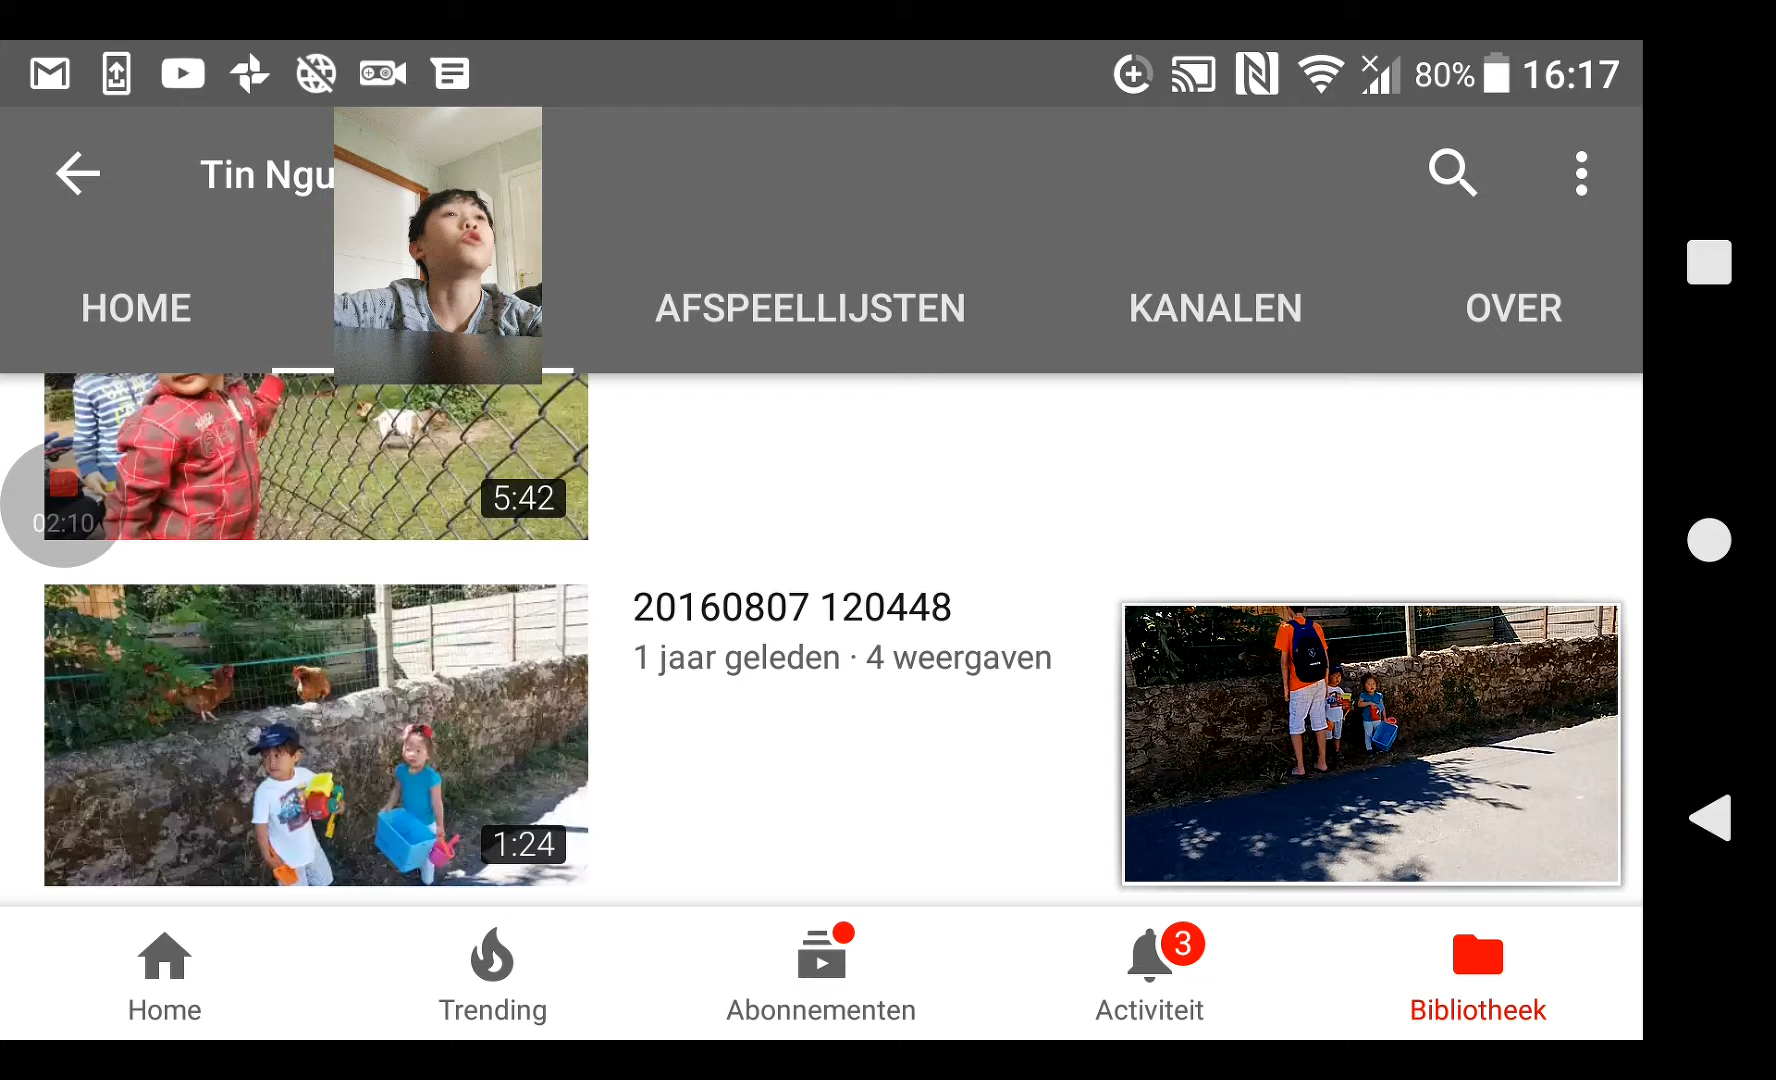 80% 16:17
Tin Ngu
HOME AFSPEELLIJSTEN KANALEN OVER
5:42
02:10
20160807 120448
1 jaar geleden · 4 weergaven
1:24
3
Home Trending Abonnementen Activiteit Bibliotheek